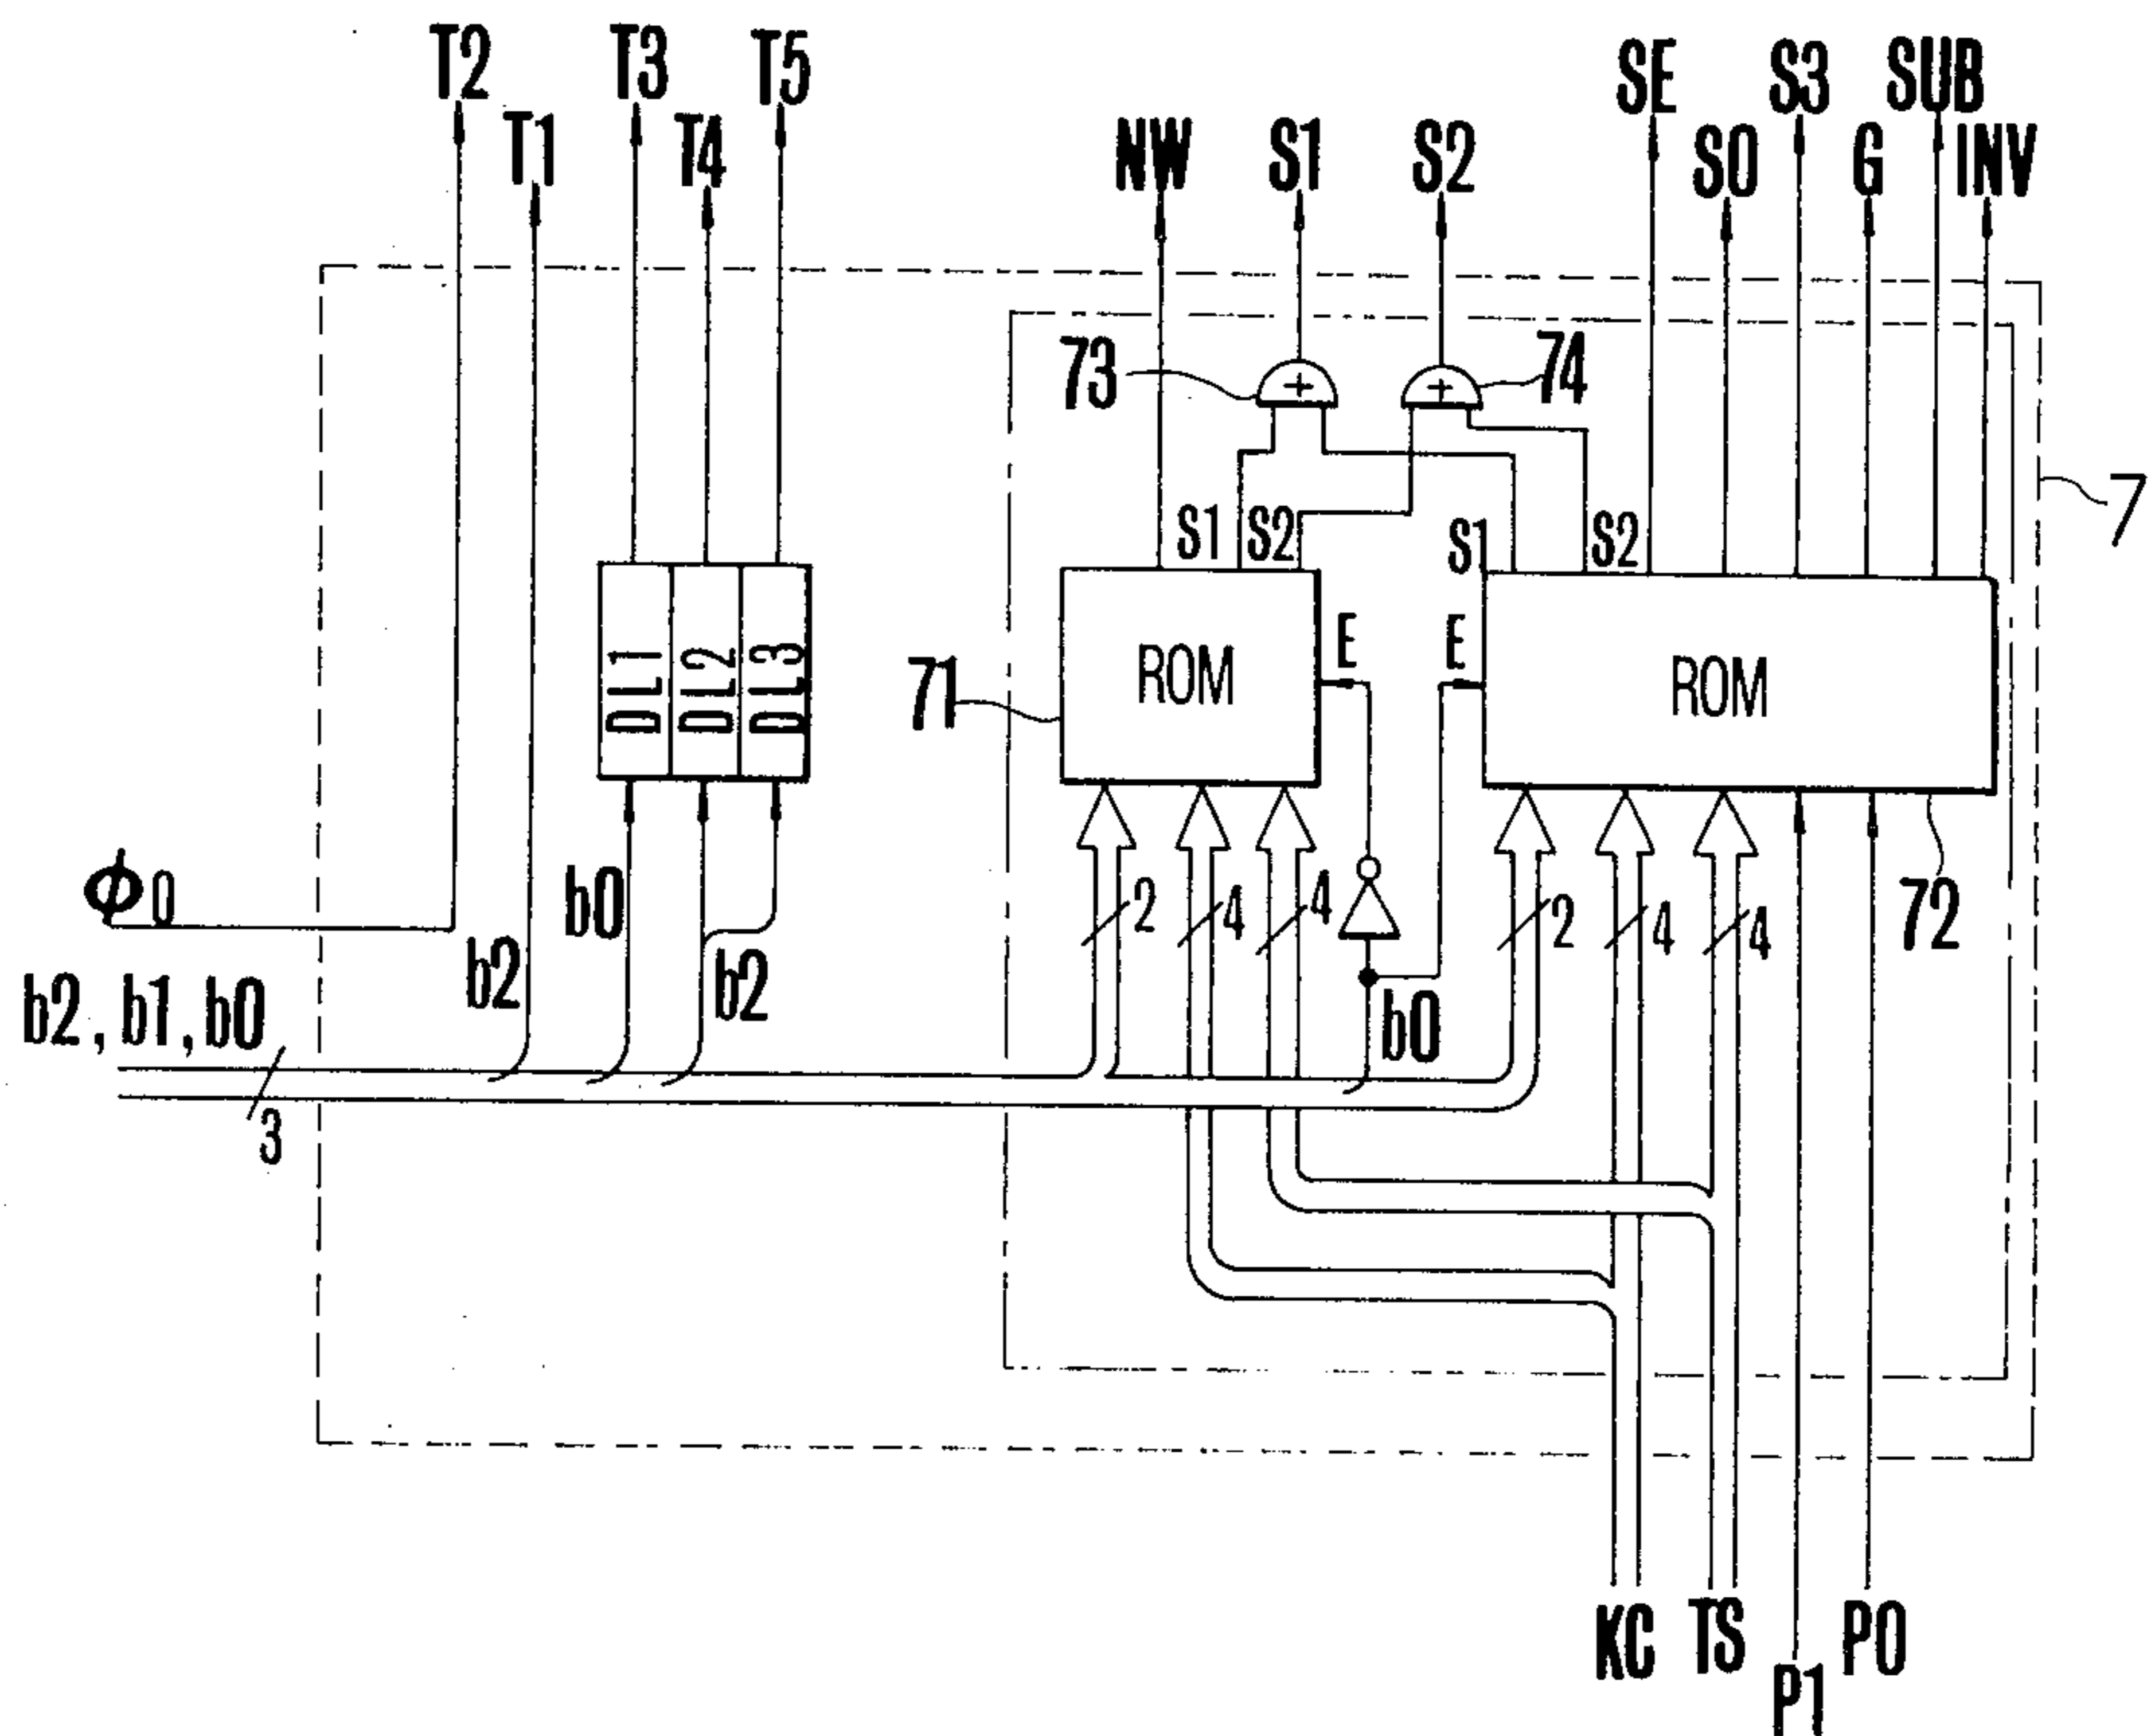 T2 T3 T5
T1 T4
SE S3 SUB
NW S1 S2 S0 G INV
73 74
7
S1 S2 S1 S2
DL1 DL2 DL3
71 ROM E E ROM
72
ϕ0
b0 2 4 4 2 4 4
b2 b2
b2, b1, b0 b0
3
KC TS P0
P1